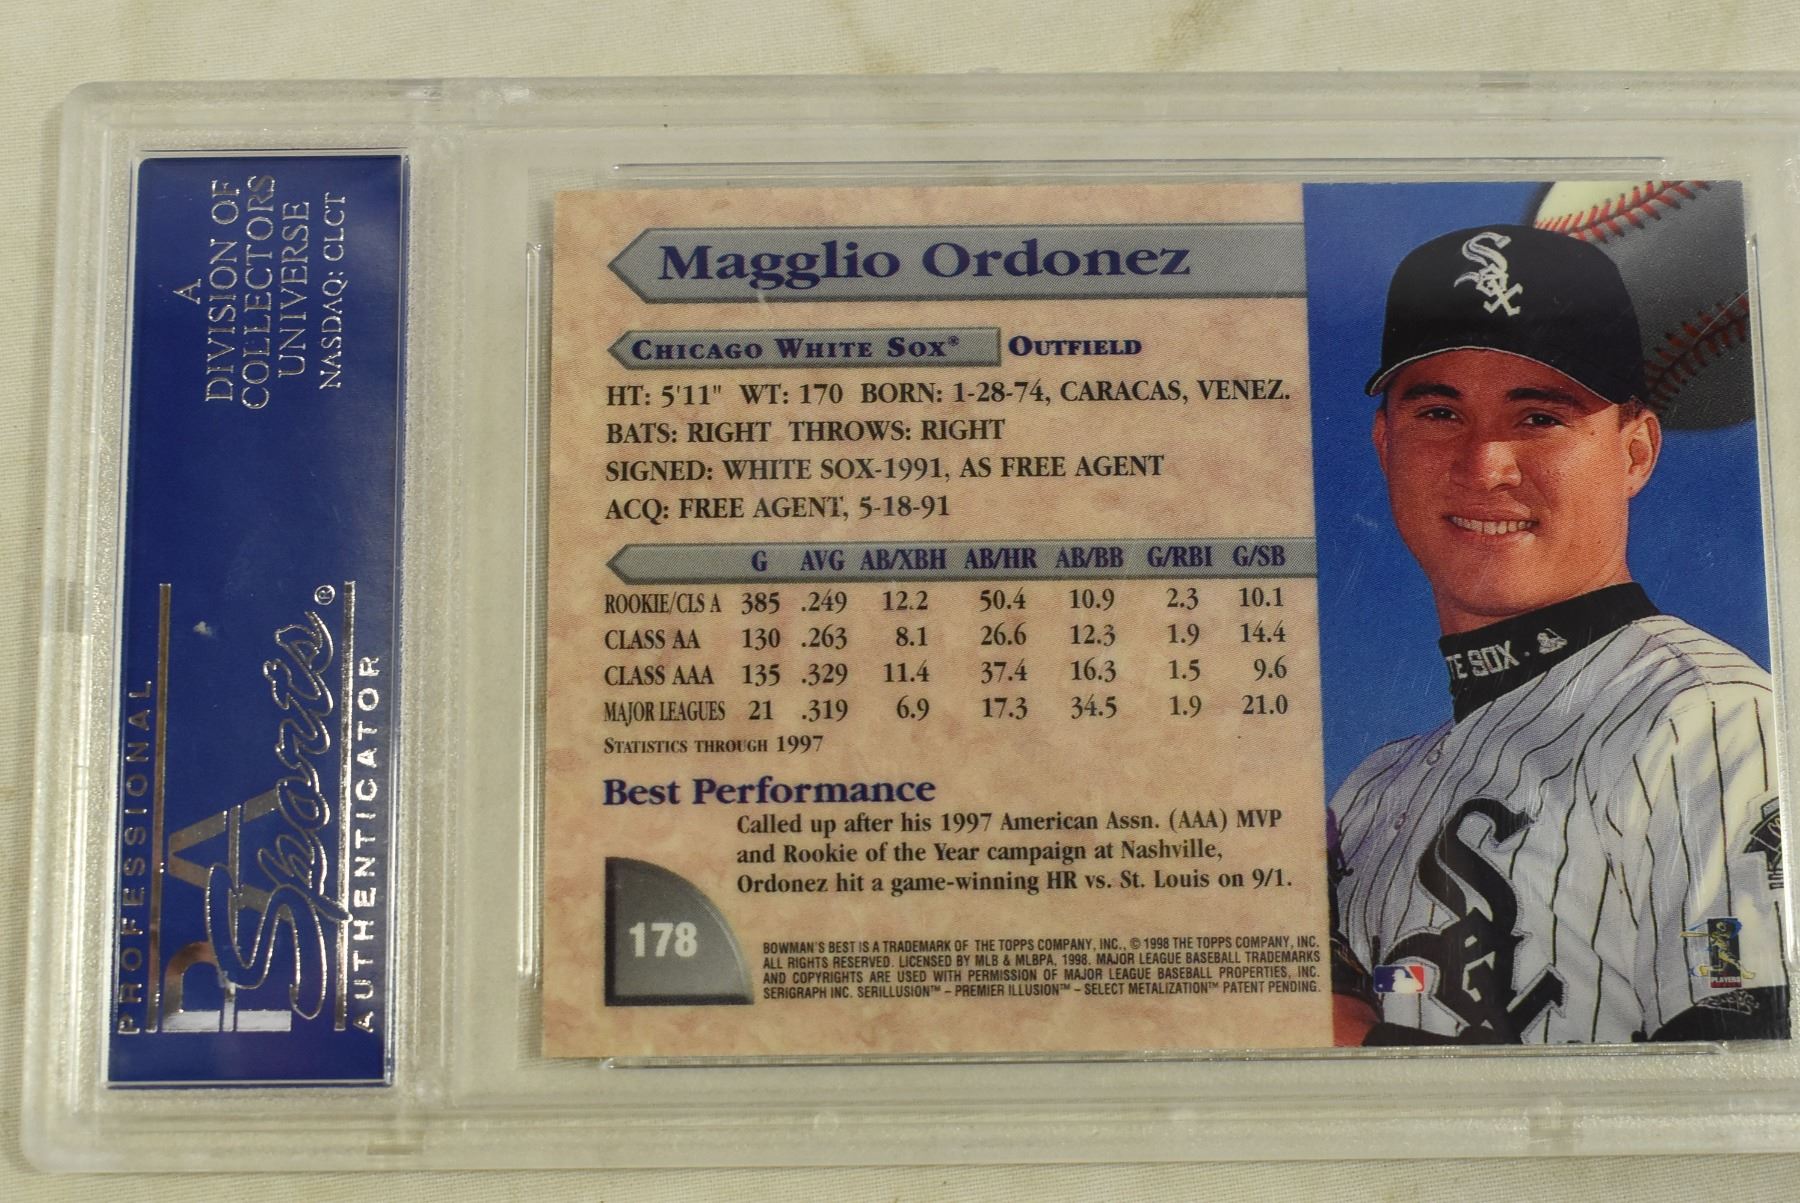 A
DIVISION OF
COLLECTORS
UNIVERSE
NASDAQ: CLCT
PROFESSIONAL
PSA
Sports®
AUTHENTICATOR
Magglio Ordonez
CHICAGO WHITE SOX® OUTFIELD
HT: 5'11" WT: 170 BORN: 1-28-74, CARACAS, VENEZ.
BATS: RIGHT THROWS: RIGHT
SIGNED: WHITE SOX-1991, AS FREE AGENT
ACQ: FREE AGENT, 5-18-91
G AVG AB/XBH AB/HR AB/BB G/RBI G/SB
ROOKIE/CLS A 385 .249 12.2 50.4 10.9 2.3 10.1
CLASS AA 130 .263 8.1 26.6 12.3 1.9 14.4
CLASS AAA 135 .329 11.4 37.4 16.3 1.5 9.6
MAJOR LEAGUES 21 .319 6.9 17.3 34.5 1.9 21.0
STATISTICS THROUGH 1997
Best Performance
Called up after his 1997 American Assn. (AAA) MVP
and Rookie of the Year campaign at Nashville,
Ordonez hit a game-winning HR vs. St. Louis on 9/1.
178
BOWMAN'S BEST IS A TRADEMARK OF THE TOPPS COMPANY, INC., © 1998 THE TOPPS COMPANY, INC.
ALL RIGHTS RESERVED. LICENSED BY MLB & MLBPA, 1998. MAJOR LEAGUE BASEBALL TRADEMARKS
AND COPYRIGHTS ARE USED WITH PERMISSION OF MAJOR LEAGUE BASEBALL PROPERTIES, INC.
SERIGRAPH INC. SERILLUSION™ – PREMIER ILLUSION™ – SELECT METALIZATION™ PATENT PENDING.
Sox
TE SOX
Sox
PLAYERS